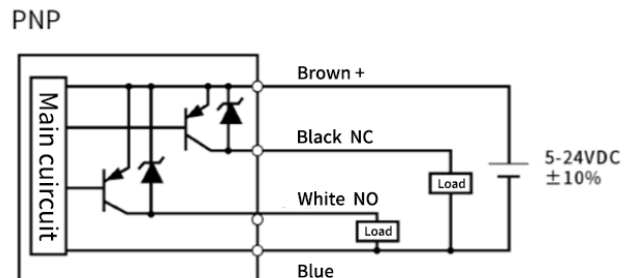 PNP
Brown +
Main cuircuit
Black NC
5-24VDC
±10%
Load
White NO
Load
Blue